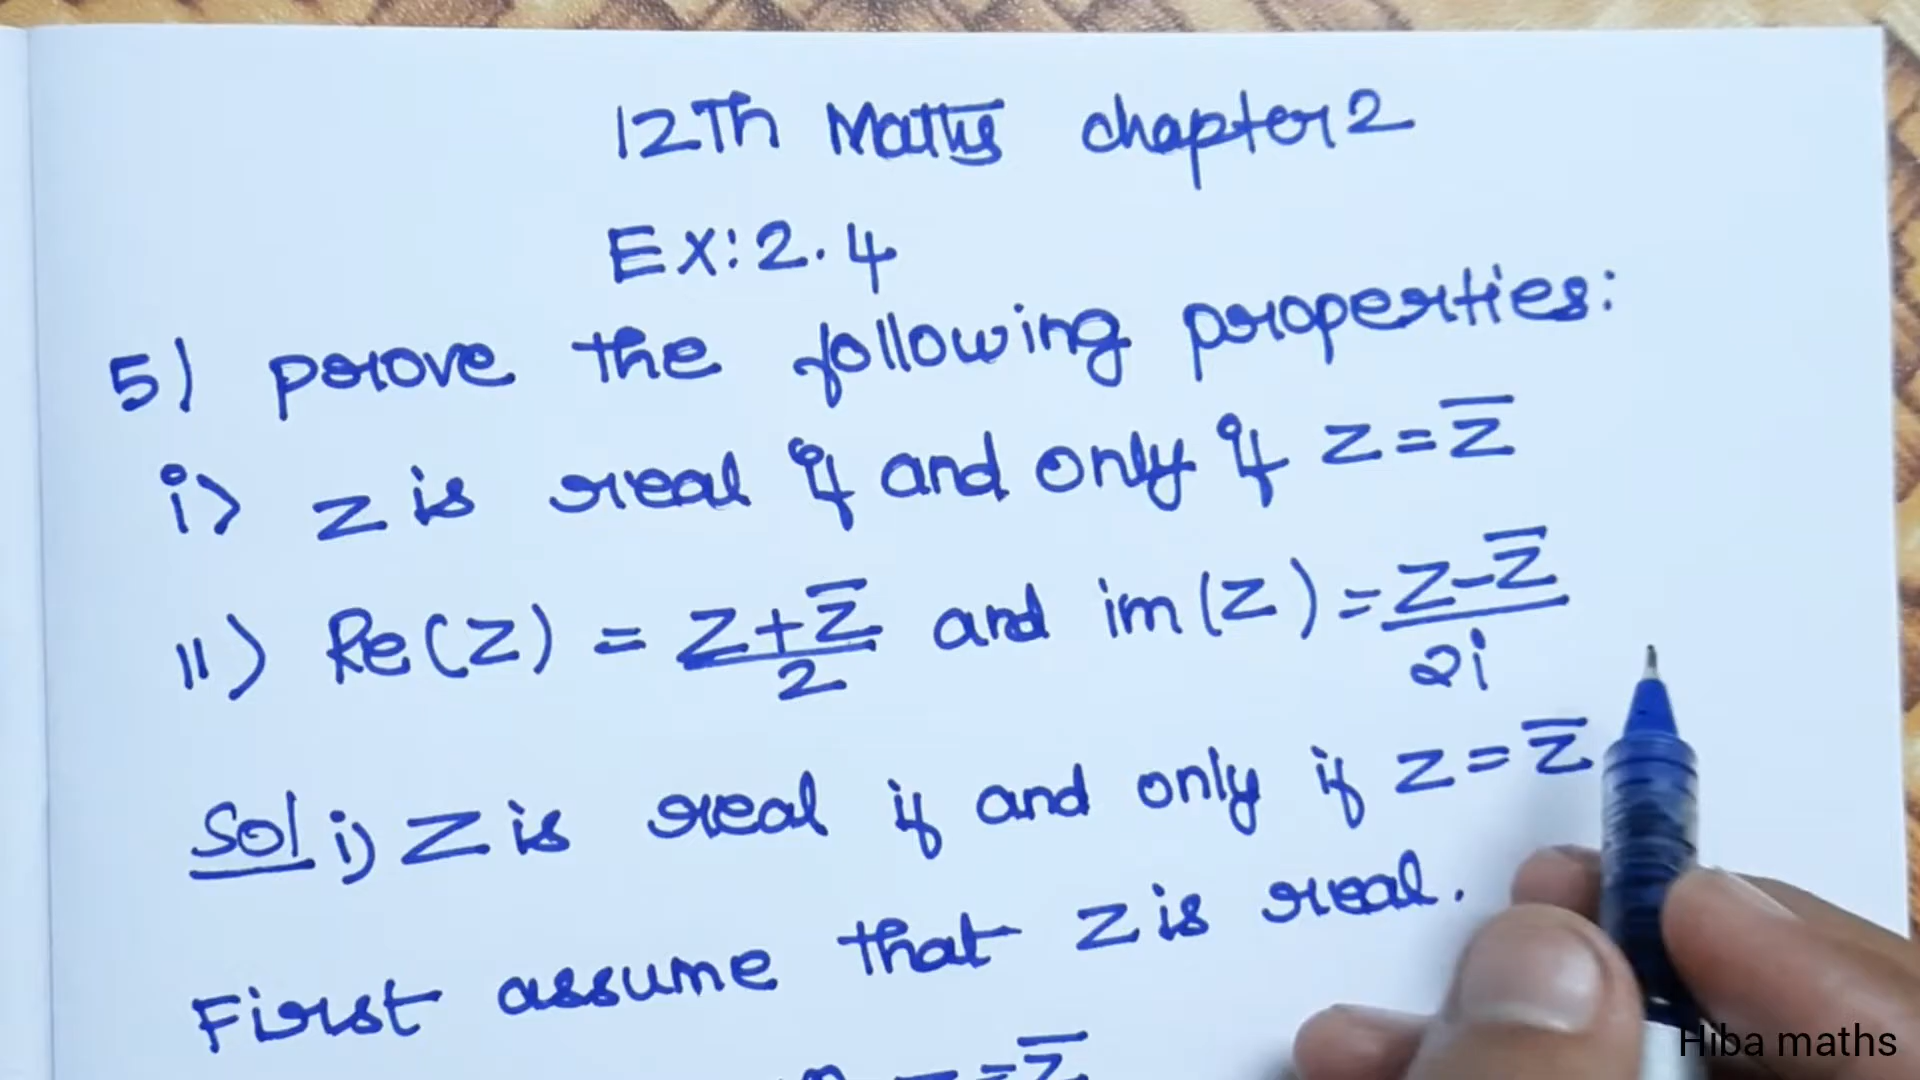 12Th Maths chapter 2
EX: 2.4
5) prove the following properties:
i) z is real if and only if z = z̅
ii) Re(z) = z + z̅ / 2 and im(z) = z - z̅ / 2i
Sol i) z is real if and only if z = z̅
First assume that z is real.
= z̅
Hiba maths